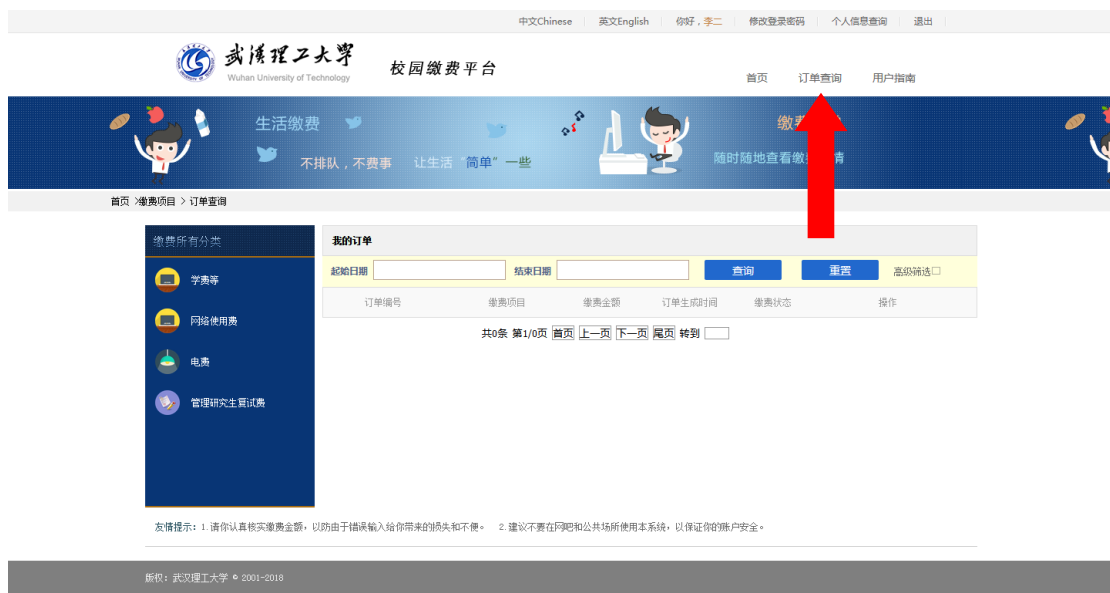 中文Chinese 英文English 你好，李二 修改登录密码 个人信息查询 退出
武汉理工大学
Wuhan University of Technology
校园缴费平台
首页 订单查询 用户指南
生活缴费
不排队，不费事 让生活“简单”一些
缴费
随时随地查看缴 情
首页 >缴费项目 > 订单查询
缴费所有分类
学费等
网络使用费
电费
管理研究生复试费
我的订单
起始日期 结束日期 查询 重置 高级筛选
订单编号 缴费项目 缴费金额 订单生成时间 缴费状态 操作
共0条 第1/0页 首页 上一页 下一页 尾页 转到
友情提示：1.请你认真核实缴费金额，以防由于错误输入给你带来的损失和不便。 2.建议不要在网吧和公共场所使用本系统，以保证你的账户安全。
版权：武汉理工大学 © 2001-2018